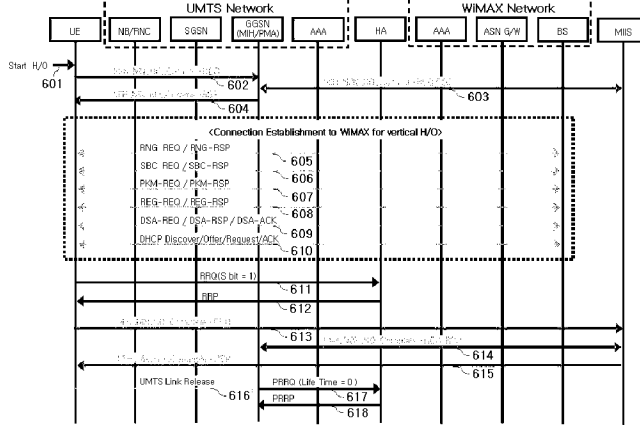 UMTS Network
WiMAX Network
UE
NB/RNC
SGSN
GGSN
(MIH/PMA)
AAA
HA
AAA
ASN G/W
BS
MIIS
Start H/O
601
602
603
604
<Connection Establishment to WiMAX for vertical H/O>
RNG-REQ / RNG-RSP
605
SBC-REQ / SBC-RSP
606
PKM-REQ / PKM-RSP
607
REG-REQ / REG-RSP
608
DSA-REQ / DSA-RSP / DSA-ACK
609
DHCP Discover/Offer/Request/ACK
610
RRQ(S bit = 1)
611
RRP
612
613
614
615
UMTS Link Release
616
PRRQ (Life Time = 0 )
617
PRRP
618